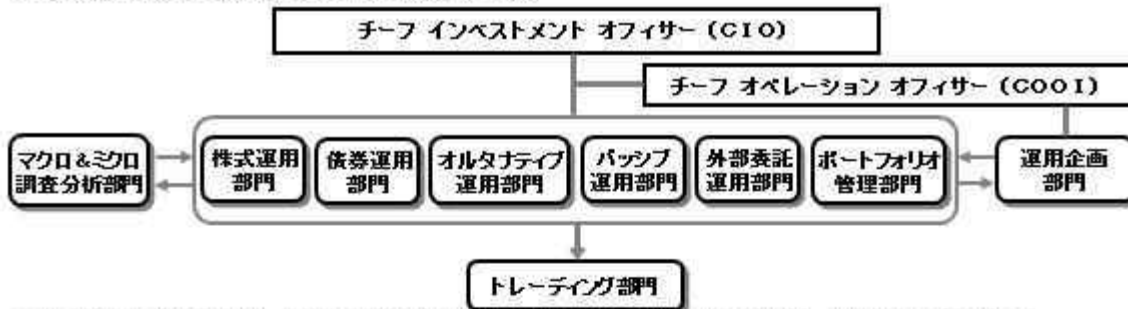 チーフ インベストメント オフィサー (CIO)
チーフ オペレーション オフィサー (COOI)
マクロ&ミクロ
調査分析部門
株式運用
部門
債券運用
部門
オルタナティブ
運用部門
パッシブ
運用部門
外部委託
運用部門
ポートフォリオ
管理部門
運用企画
部門
トレーディング部門